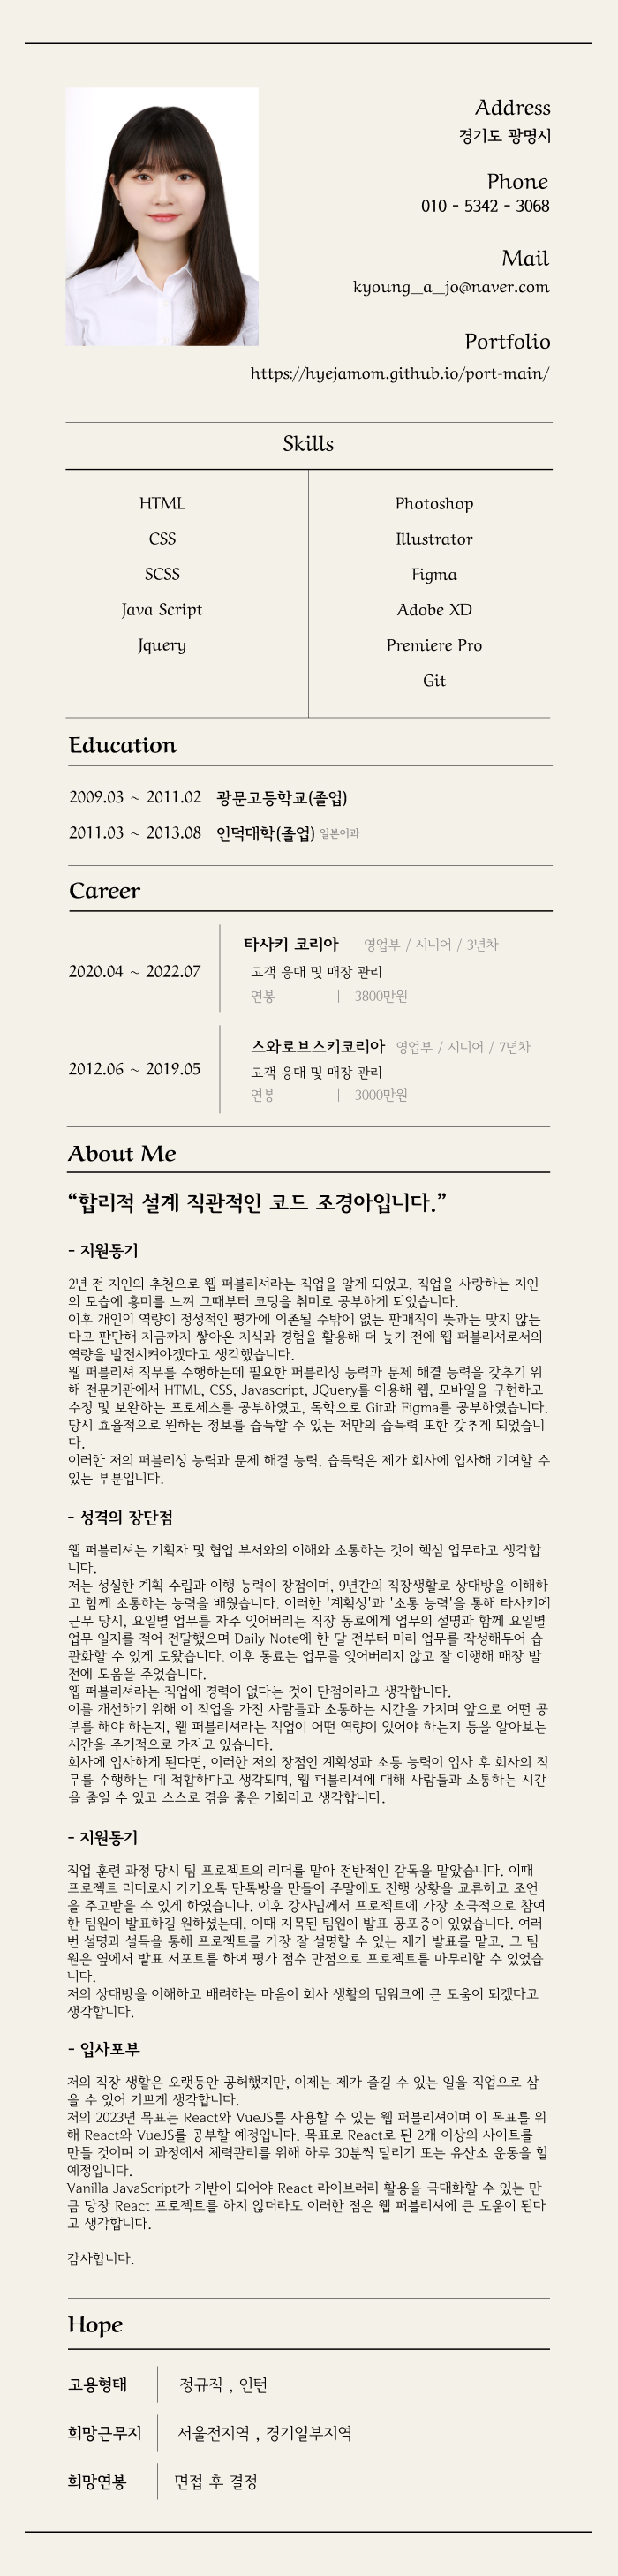 Address
경기도 광명시
Phone
010 - 5342 - 3068
Mail
kyoung_a_jo@naver.com
Portfolio
https://hyejamom.github.io/port-main/
Skills
HTML
CSS
SCSS
Java Script
Jquery
Photoshop
Illustrator
Figma
Adobe XD
Premiere Pro
Git
Education
2009.03 ~ 2011.02 광문고등학교(졸업)
2011.03 ~ 2013.08 인덕대학(졸업) 일본어과
Career
2020.04 ~ 2022.07
타사키 코리아 영업부 / 시니어 / 3년차
고객 응대 및 매장 관리
연봉 | 3800만원
2012.06 ~ 2019.05
스와로브스키코리아 영업부 / 시니어 / 7년차
고객 응대 및 매장 관리
연봉 | 3000만원
About Me
“합리적 설계 직관적인 코드 조경아입니다.”
- 지원동기
2년 전 지인의 추천으로 웹 퍼블리셔라는 직업을 알게 되었고, 직업을 사랑하는 지인
의 모습에 흥미를 느껴 그때부터 코딩을 취미로 공부하게 되었습니다.
이후 개인의 역량이 정성적인 평가에 의존될 수밖에 없는 판매직의 뜻과는 맞지 않는
다고 판단해 지금까지 쌓아온 지식과 경험을 활용해 더 늦기 전에 웹 퍼블리셔로서의
역량을 발전시켜야겠다고 생각했습니다.
웹 퍼블리셔 직무를 수행하는데 필요한 퍼블리싱 능력과 문제 해결 능력을 갖추기 위
해 전문기관에서 HTML, CSS, Javascript, JQuery를 이용해 웹, 모바일을 구현하고
수정 및 보완하는 프로세스를 공부하였고, 독학으로 Git과 Figma를 공부하였습니다.
당시 효율적으로 원하는 정보를 습득할 수 있는 저만의 습득력 또한 갖추게 되었습니
다.
이러한 저의 퍼블리싱 능력과 문제 해결 능력, 습득력은 제가 회사에 입사해 기여할 수
있는 부분입니다.
- 성격의 장단점
웹 퍼블리셔는 기획자 및 협업 부서와의 이해와 소통하는 것이 핵심 업무라고 생각합
니다.
저는 성실한 계획 수립과 이행 능력이 장점이며, 9년간의 직장생활로 상대방을 이해하
고 함께 소통하는 능력을 배웠습니다. 이러한 '계획성'과 '소통 능력'을 통해 타사키에
근무 당시, 요일별 업무를 자주 잊어버리는 직장 동료에게 업무의 설명과 함께 요일별
업무 일지를 적어 전달했으며 Daily Note에 한 달 전부터 미리 업무를 작성해두어 습
관화할 수 있게 도왔습니다. 이후 동료는 업무를 잊어버리지 않고 잘 이행해 매장 발
전에 도움을 주었습니다.
웹 퍼블리셔라는 직업에 경력이 없다는 것이 단점이라고 생각합니다.
이를 개선하기 위해 이 직업을 가진 사람들과 소통하는 시간을 가지며 앞으로 어떤 공
부를 해야 하는지, 웹 퍼블리셔라는 직업이 어떤 역량이 있어야 하는지 등을 알아보는
시간을 주기적으로 가지고 있습니다.
회사에 입사하게 된다면, 이러한 저의 장점인 계획성과 소통 능력이 입사 후 회사의 직
무를 수행하는 데 적합하다고 생각되며, 웹 퍼블리셔에 대해 사람들과 소통하는 시간
을 줄일 수 있고 스스로 겪을 좋은 기회라고 생각합니다.
- 지원동기
직업 훈련 과정 당시 팀 프로젝트의 리더를 맡아 전반적인 감독을 맡았습니다. 이때
프로젝트 리더로서 카카오톡 단톡방을 만들어 주말에도 진행 상황을 교류하고 조언
을 주고받을 수 있게 하였습니다. 이후 강사님께서 프로젝트에 가장 소극적으로 참여
한 팀원이 발표하길 원하셨는데, 이때 지목된 팀원이 발표 공포증이 있었습니다. 여러
번 설명과 설득을 통해 프로젝트를 가장 잘 설명할 수 있는 제가 발표를 맡고, 그 팀
원은 옆에서 발표 서포트를 하여 평가 점수 만점으로 프로젝트를 마무리할 수 있었습
니다.
저의 상대방을 이해하고 배려하는 마음이 회사 생활의 팀워크에 큰 도움이 되겠다고
생각합니다.
- 입사포부
저의 직장 생활은 오랫동안 공허했지만, 이제는 제가 즐길 수 있는 일을 직업으로 삼
을 수 있어 기쁘게 생각합니다.
저의 2023년 목표는 React와 VueJS를 사용할 수 있는 웹 퍼블리셔이며 이 목표를 위
해 React와 VueJS를 공부할 예정입니다. 목표로 React로 된 2개 이상의 사이트를
만들 것이며 이 과정에서 체력관리를 위해 하루 30분씩 달리기 또는 유산소 운동을 할
예정입니다.
Vanilla JavaScript가 기반이 되어야 React 라이브러리 활용을 극대화할 수 있는 만
큼 당장 React 프로젝트를 하지 않더라도 이러한 점은 웹 퍼블리셔에 큰 도움이 된다
고 생각합니다.
감사합니다.
Hope
고용형태 정규직 , 인턴
희망근무지 서울전지역 , 경기일부지역
희망연봉 면접 후 결정